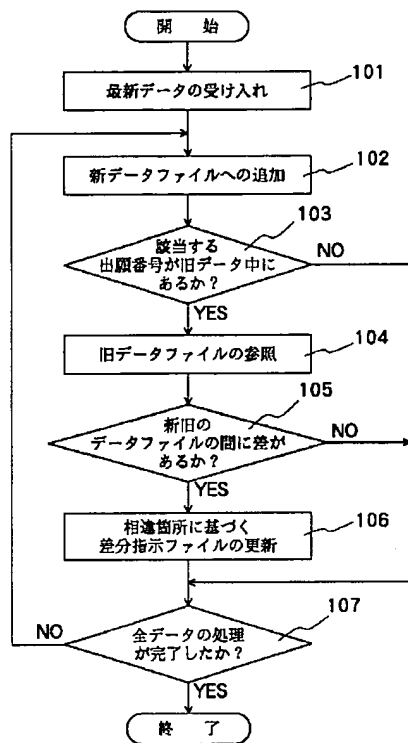 開 始
101
最新データの受け入れ
102
新データファイルへの追加
103
該当する
出願番号が旧データ中に
あるか?
NO
YES
104
旧データファイルの参照
105
新旧の
データファイルの間に差が
あるか?
NO
YES
106
相違箇所に基づく
差分指示ファイルの更新
107
全データの処理
が完了したか?
NO
YES
終 了